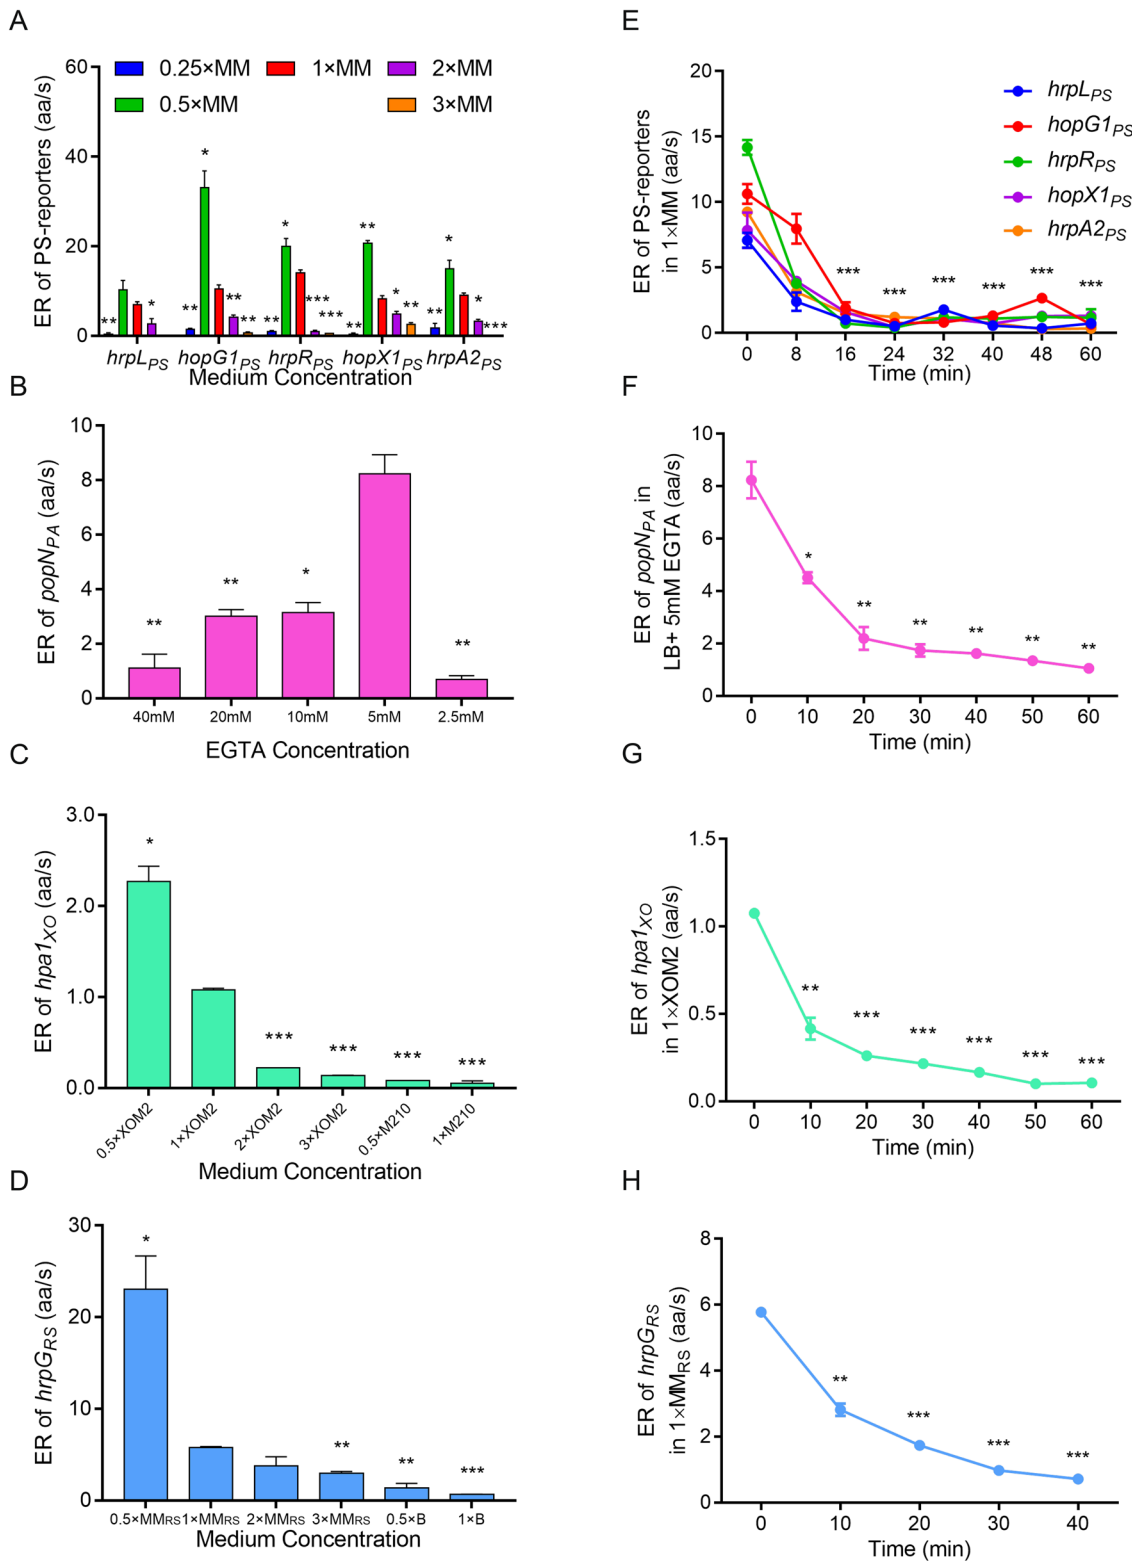 A
ER of PS-reporters (aa/s)
60
40
20
0
0.25×MM
1×MM
2×MM
0.5×MM
3×MM
**
*
**
*
**
**
*
***
***
**
**
*
**
**
*
*
***
hrpLPS
hopG1PS
hrpRPS
hopX1PS
hrpA2PS
Medium Concentration
B
ER of popNPA (aa/s)
10
8
6
4
2
0
**
**
*
**
40mM
20mM
10mM
5mM
2.5mM
EGTA Concentration
C
ER of hpa1XO (aa/s)
3.0
2.0
1.0
0.0
*
***
***
***
***
0.5×XOM2
1×XOM2
2×XOM2
3×XOM2
0.5×M210
1×M210
Medium Concentration
D
ER of hrpGRS (aa/s)
30
20
10
0
*
**
**
***
0.5×MMRS
1×MMRS
2×MMRS
3×MMRS
0.5×B
1×B
Medium Concentration
E
ER of PS-reporters
in 1×MM (aa/s)
20
15
10
5
0
hrpLPS
hopG1PS
hrpRPS
hopX1PS
hrpA2PS
***
***
***
***
***
***
0
8
16
24
32
40
48
60
Time (min)
F
ER of popNPA in
LB+ 5mM EGTA (aa/s)
10
8
6
4
2
0
*
**
**
**
**
**
0
10
20
30
40
50
60
Time (min)
G
ER of hpa1XO
in 1×XOM2 (aa/s)
1.5
1.0
0.5
0.0
**
***
***
***
***
***
0
10
20
30
40
50
60
Time (min)
H
ER of hrpGRS
in 1×MMRS (aa/s)
8
6
4
2
0
**
***
***
***
0
10
20
30
40
Time (min)